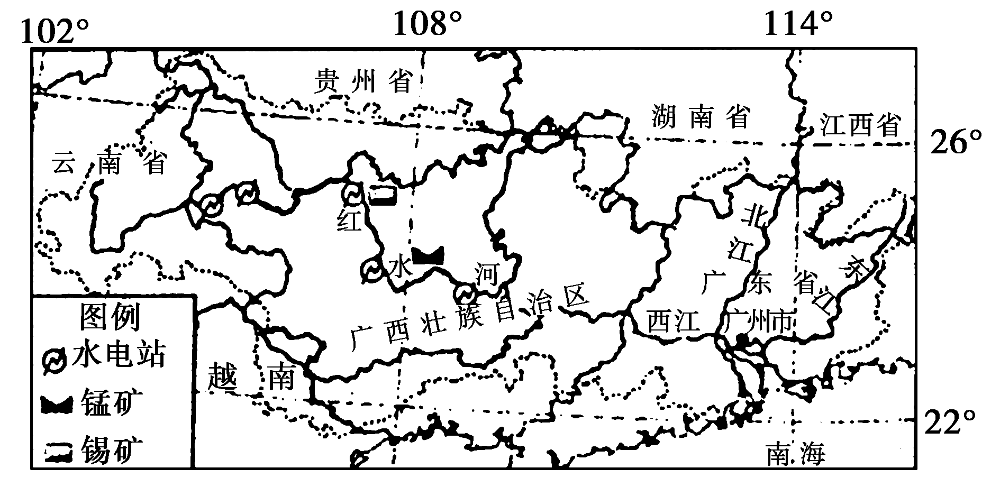 102° 108° 114°
贵州省
湖南省
江西省
26°
云南省
红水河
北江
东江
广东省
广西壮族自治区
西江
广州市
越南
22°
南海
图例
水电站
锰矿
锡矿